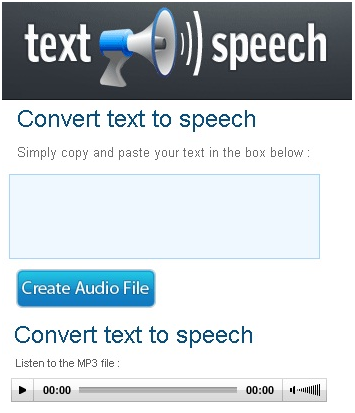 text speech
Convert text to speech
Simply copy and paste your text in the box below :
Create Audio File
Convert text to speech
Listen to the MP3 file :
00:00 00:00